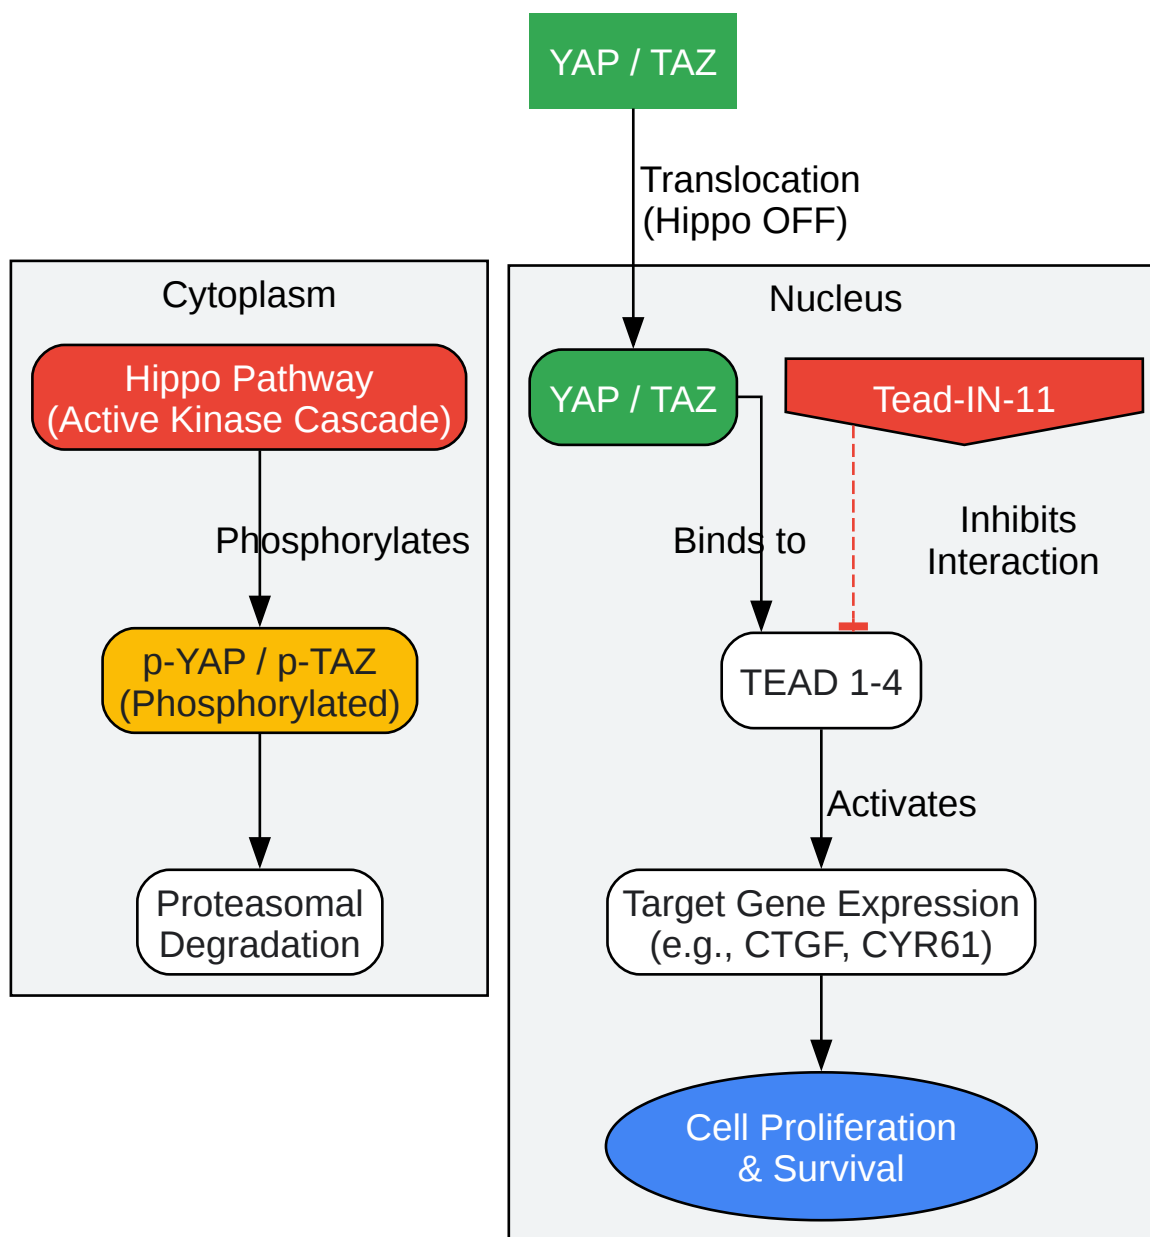 YAP / TAZ
Translocation
(Hippo OFF)
Cytoplasm
Hippo Pathway
(Active Kinase Cascade)
Phosphorylates
p-YAP / p-TAZ
(Phosphorylated)
Proteasomal
Degradation
Nucleus
YAP / TAZ
Tead-IN-11
Binds to
Inhibits
Interaction
TEAD 1-4
Activates
Target Gene Expression
(e.g., CTGF, CYR61)
Cell Proliferation
& Survival